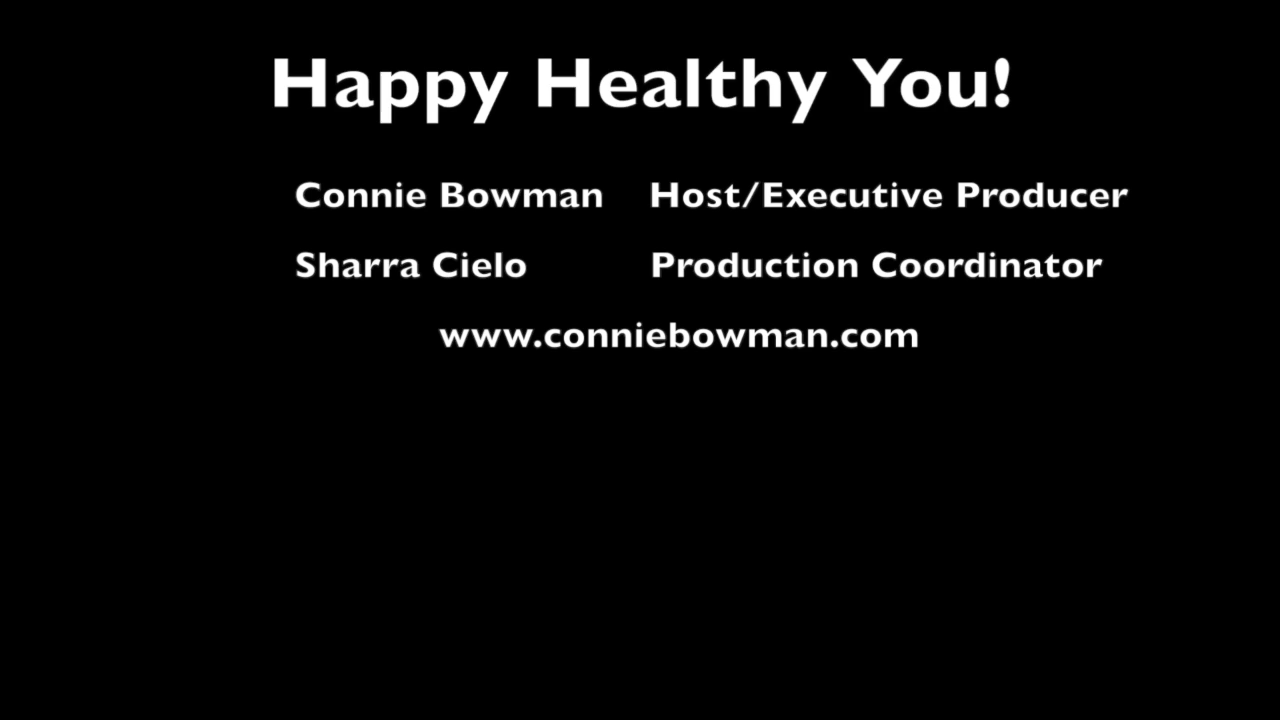 Happy Healthy You!
Connie Bowman Host/Executive Producer
Sharra Cielo Production Coordinator
www.conniebowman.com